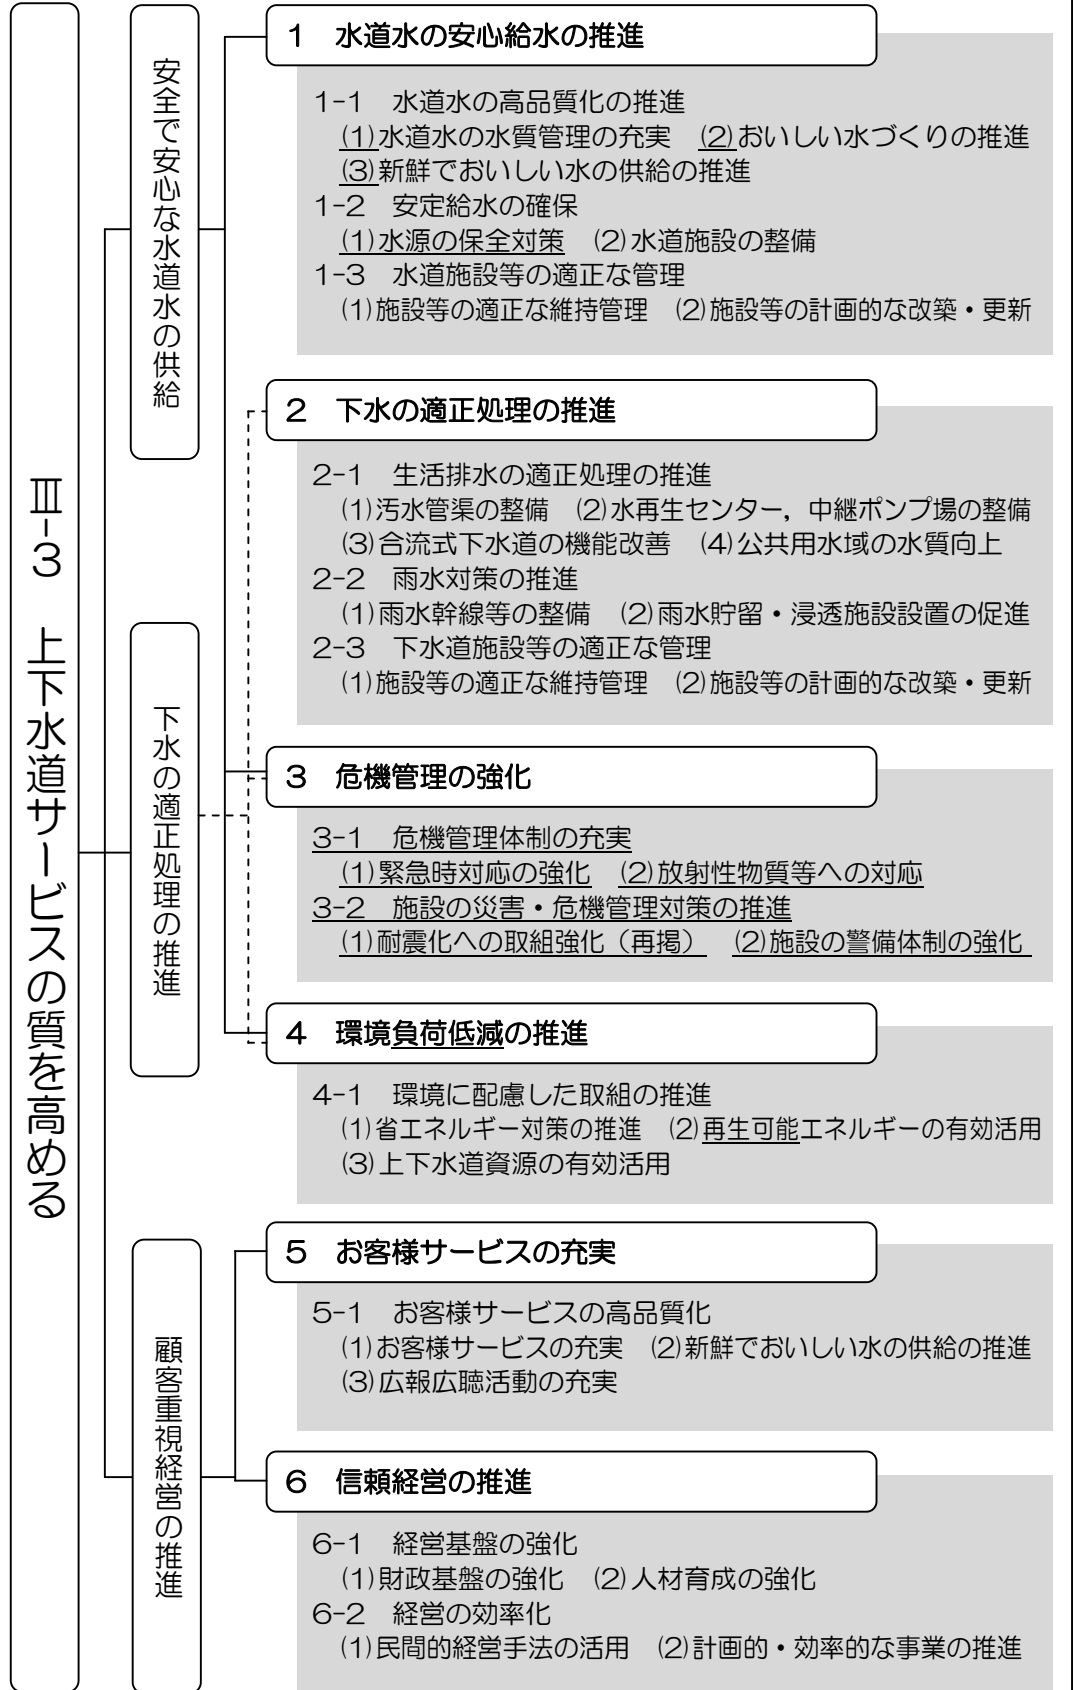 Ⅲ-3　上下水道サービスの質を高める
安全で安心な水道水の供給
1　水道水の安心給水の推進
1-1　水道水の高品質化の推進
(1)水道水の水質管理の充実　(2)おいしい水づくりの推進
(3)新鮮でおいしい水の供給の推進
1-2　安定給水の確保
(1)水源の保全対策　(2)水道施設の整備
1-3　水道施設等の適正な管理
(1)施設等の適正な維持管理　(2)施設等の計画的な改築・更新
下水の適正処理の推進
2　下水の適正処理の推進
2-1　生活排水の適正処理の推進
(1)汚水管渠の整備　(2)水再生センター，中継ポンプ場の整備
(3)合流式下水道の機能改善　(4)公共用水域の水質向上
2-2　雨水対策の推進
(1)雨水幹線等の整備　(2)雨水貯留・浸透施設設置の促進
2-3　下水道施設等の適正な管理
(1)施設等の適正な維持管理　(2)施設等の計画的な改築・更新
3　危機管理の強化
3-1　危機管理体制の充実
(1)緊急時対応の強化　(2)放射性物質等への対応
3-2　施設の災害・危機管理対策の推進
(1)耐震化への取組強化（再掲）　(2)施設の警備体制の強化
4　環境負荷低減の推進
4-1　環境に配慮した取組の推進
(1)省エネルギー対策の推進　(2)再生可能エネルギーの有効活用
(3)上下水道資源の有効活用
顧客重視経営の推進
5　お客様サービスの充実
5-1　お客様サービスの高品質化
(1)お客様サービスの充実　(2)新鮮でおいしい水の供給の推進
(3)広報広聴活動の充実
6　信頼経営の推進
6-1　経営基盤の強化
(1)財政基盤の強化　(2)人材育成の強化
6-2　経営の効率化
(1)民間的経営手法の活用　(2)計画的・効率的な事業の推進